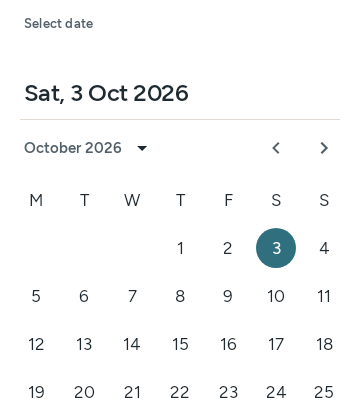 Select date
Sat, 3 Oct 2026
October 2026
M T W T F S S
1 2 3 4
5 6 7 8 9 10 11
12 13 14 15 16 17 18
19 20 21 22 23 24 25